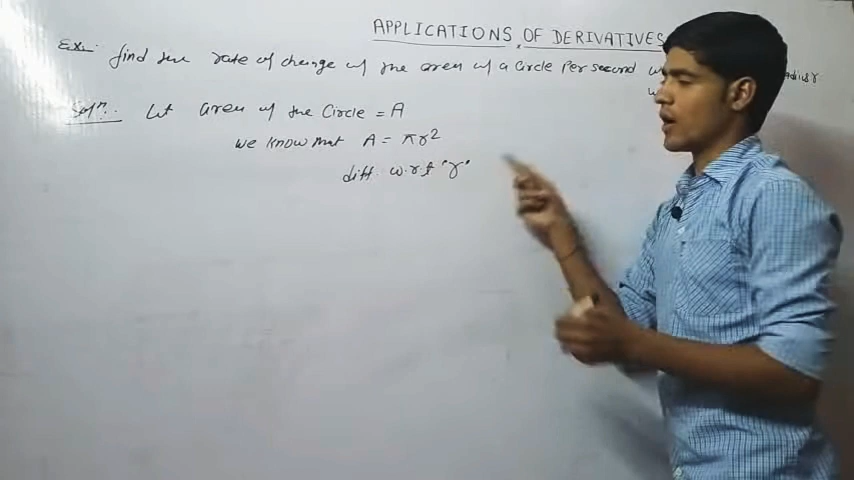 APPLICATIONS OF DERIVATIVES
Ex:- find the rate of change of the area of a circle per second w radius r
w
Solⁿ:- Let area of the circle = A
we know that A = πr²
diff. w.r.t "r"